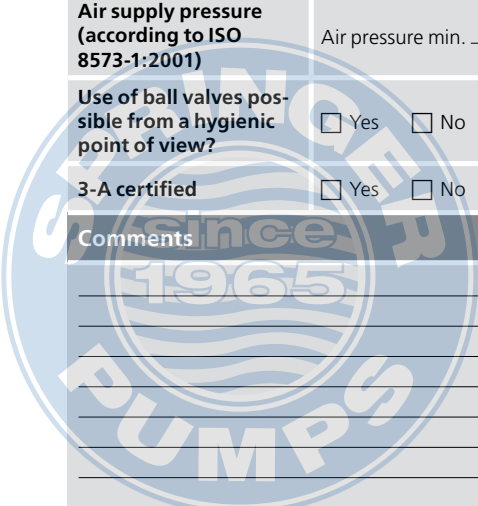 Air supply pressure
(according to ISO
8573-1:2001)
Air pressure min. _
Use of ball valves pos-
sible from a hygienic
point of view?
☐ Yes ☐ No
3-A certified
☐ Yes ☐ No
Comments
SPRINGER
since
1965
PUMPS